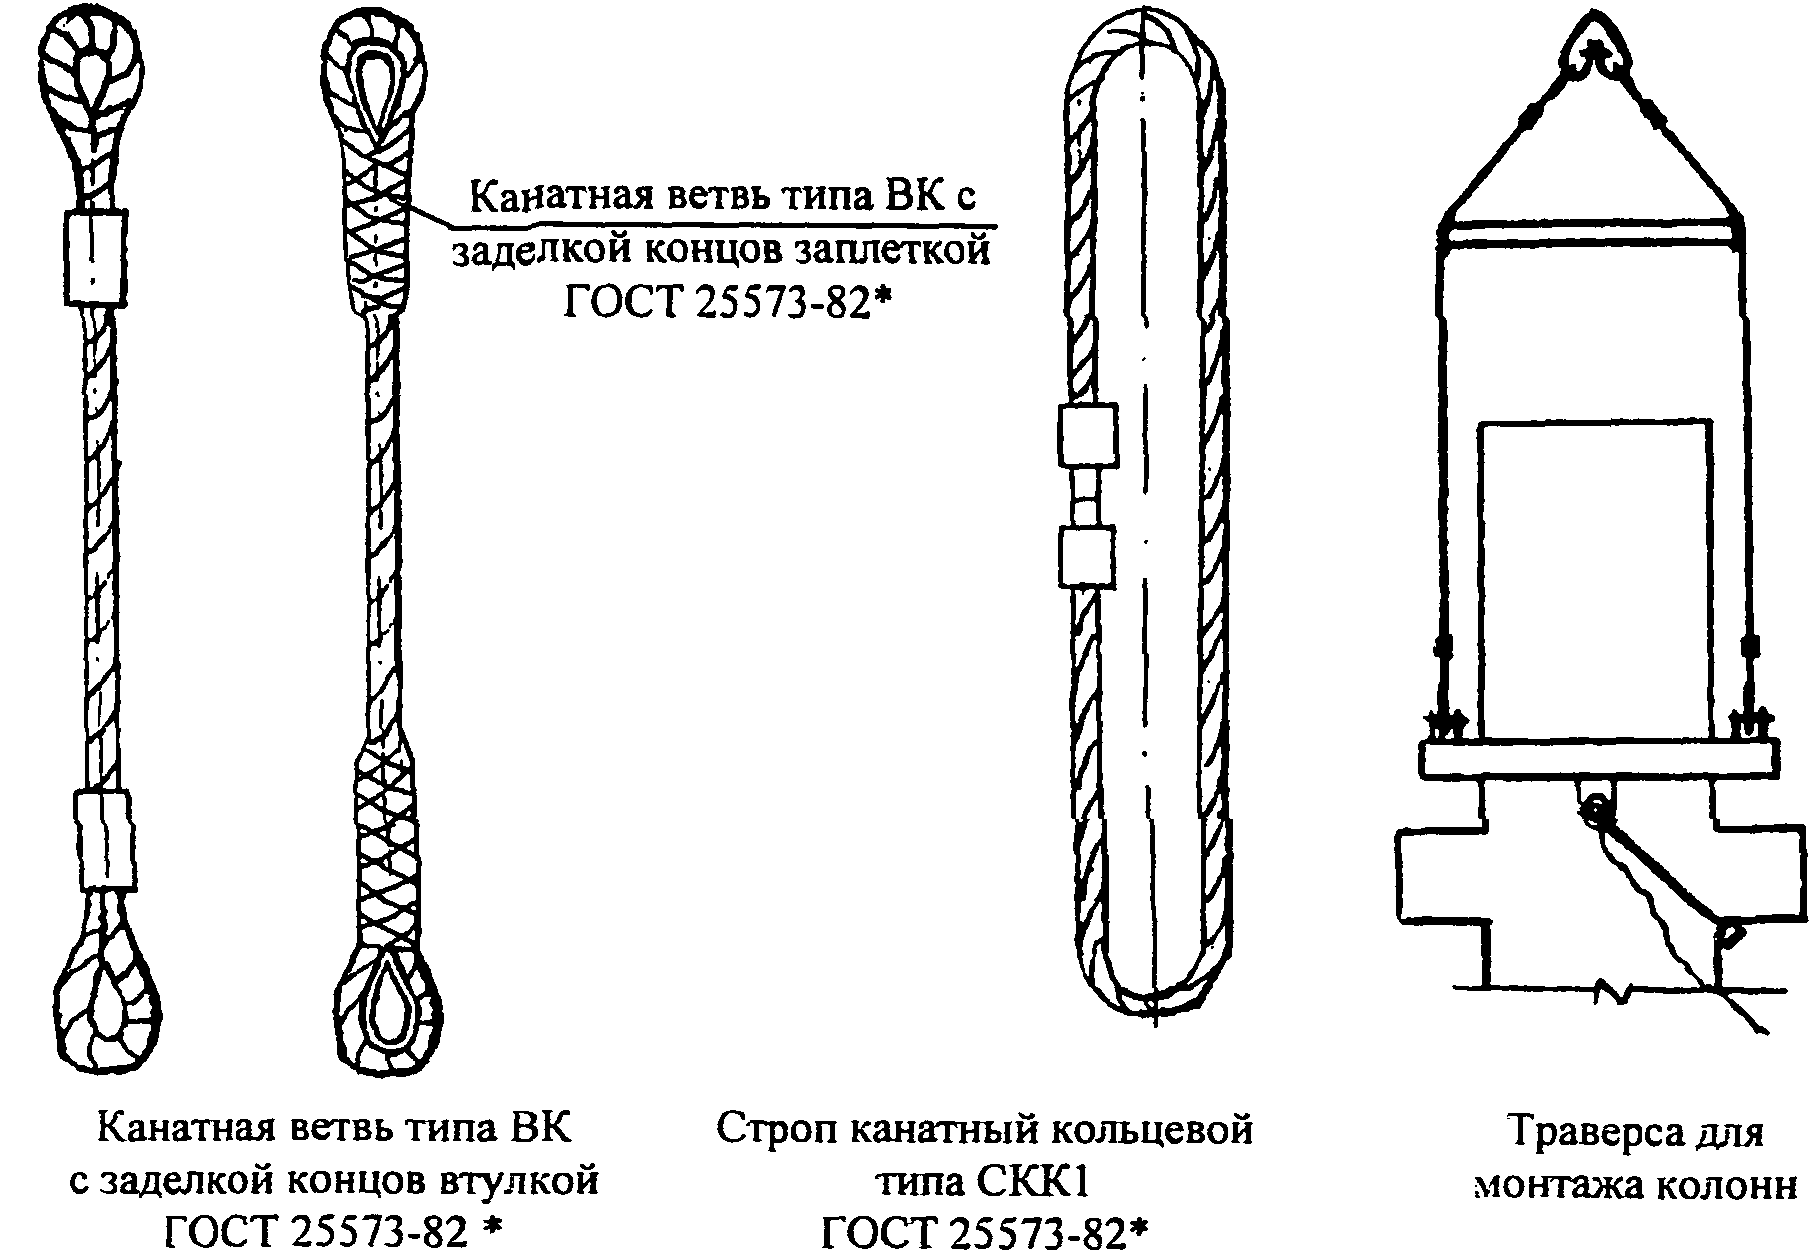 Канатная ветвь типа ВК с
заделкой концов заплеткой
ГОСТ 25573-82*
Канатная ветвь типа ВК
с заделкой концов втулкой
ГОСТ 25573-82 *
Строп канатный кольцевой
типа СКК1
ГОСТ 25573-82*
Траверса для
монтажа колонн